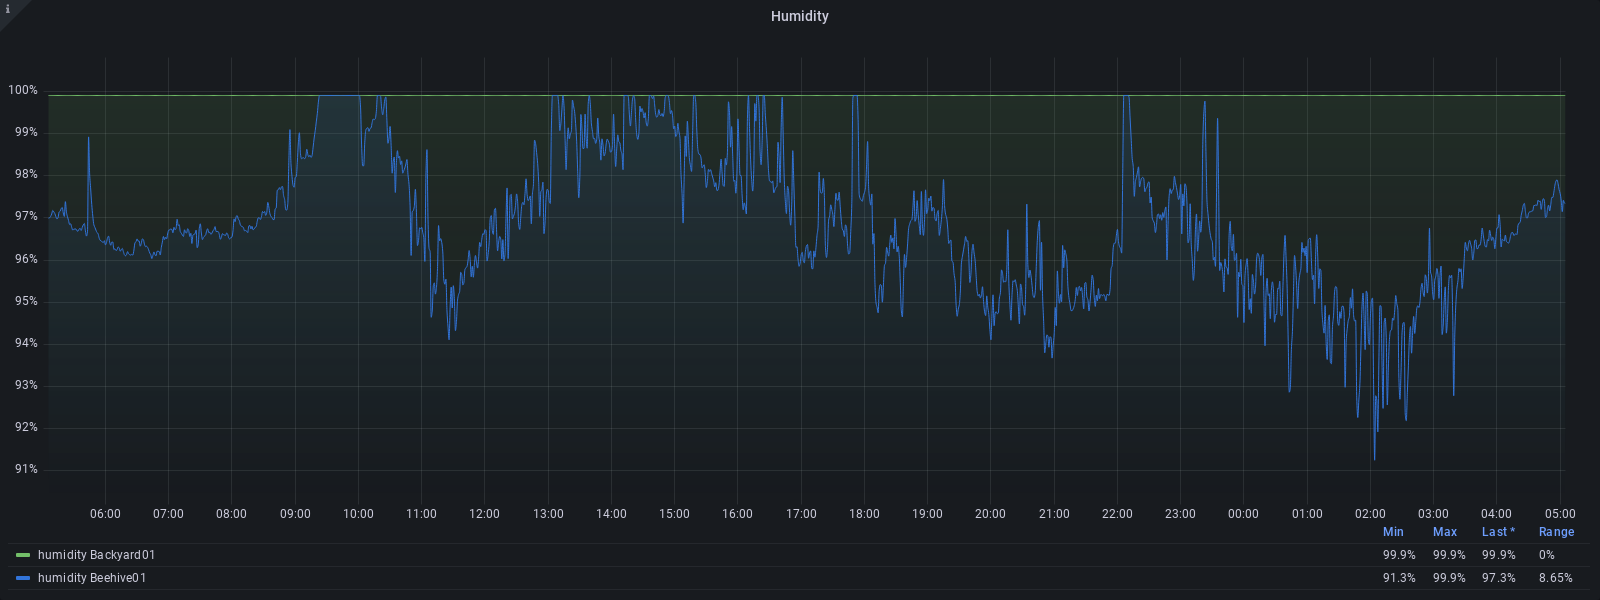 i
Humidity
100%
99%
98%
97%
96%
95%
94%
93%
92%
91%
06:00 07:00 08:00 09:00 10:00 11:00 12:00 13:00 14:00 15:00 16:00 17:00 18:00 19:00 20:00 21:00 22:00 23:00 00:00 01:00 02:00 03:00 04:00 05:00
Min Max Last * Range
humidity Backyard01 99.9% 99.9% 99.9% 0%
humidity Beehive01 91.3% 99.9% 97.3% 8.65%